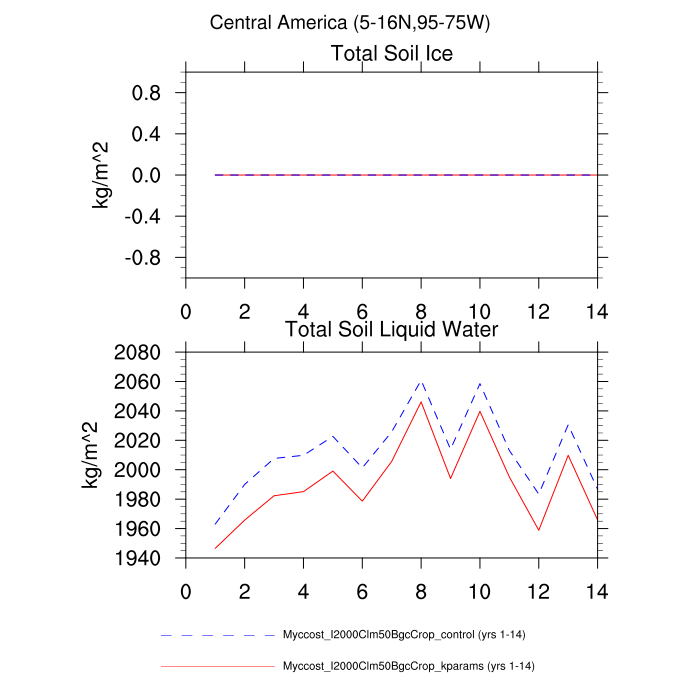 Central America (5-16N,95-75W)
Total Soil Ice
0.8
0.4
0.0
-0.4
-0.8
kg/m^2
0 2 4 6 8 10 12 14
Total Soil Liquid Water
2080
2060
2040
2020
2000
1980
1960
1940
kg/m^2
0 2 4 6 8 10 12 14
Myccost_I2000Clm50BgcCrop_control (yrs 1-14)
Myccost_I2000Clm50BgcCrop_kparams (yrs 1-14)